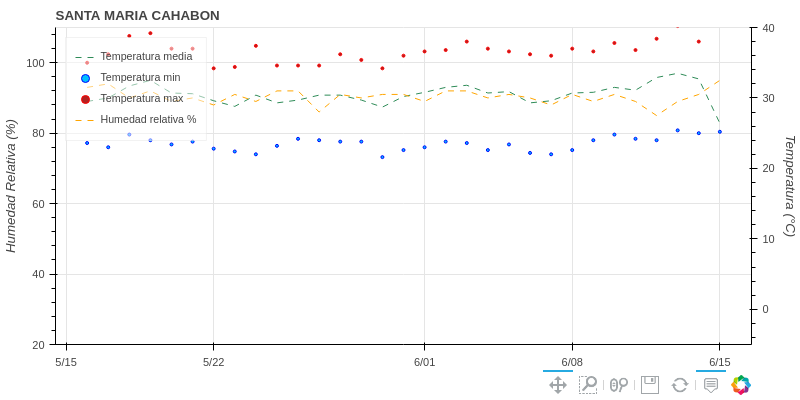 SANTA MARIA CAHABON
Temperatura media
Temperatura min
Temperatura max
Humedad relativa %
Humedad Relativa (%)
100
80
60
40
20
Temperatura (°C)
40
30
20
10
0
5/15
5/22
6/01
6/08
6/15